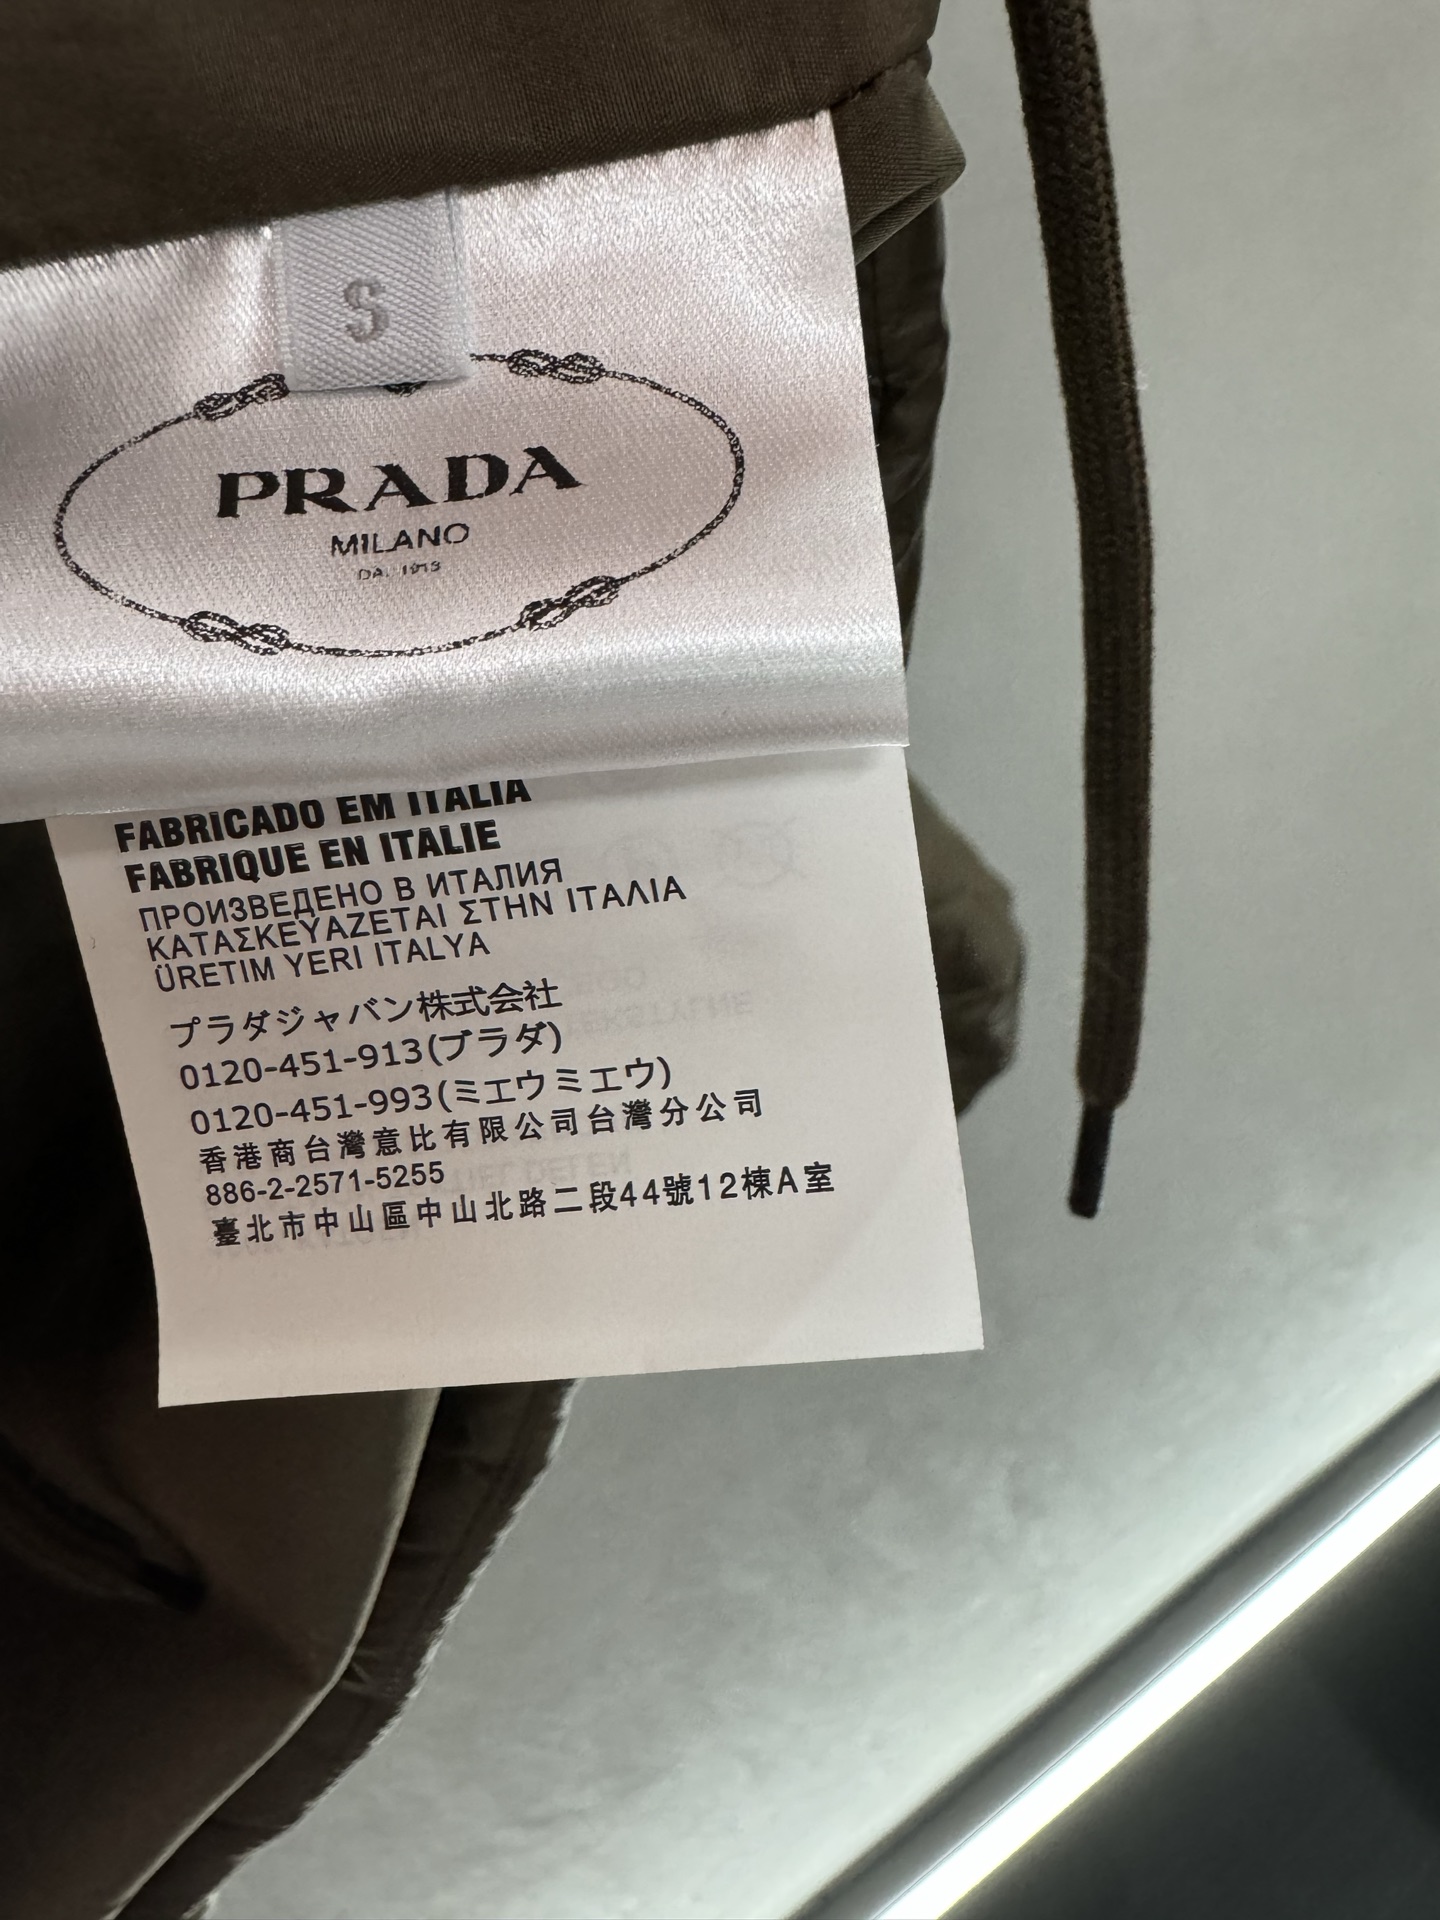 S
PRADA
MILANO
DA. 1913
FABRICADO EM ITALIA
FABRIQUE EN ITALIE
ПРОИЗВЕДЕНО В ИТАЛИЯ
ΚΑΤΑΣΚΕΥΑΖΕΤΑΙ ΣΤΗΝ ΙΤΑΛΙΑ
ÜRETIM YERI ITALYA
プラダジャパン株式会社
0120-451-913(プラダ)
0120-451-993(ミュウミュウ)
香港商台灣意比有限公司台灣分公司
886-2-2571-5255
臺北市中山區中山北路二段44號12棟A室